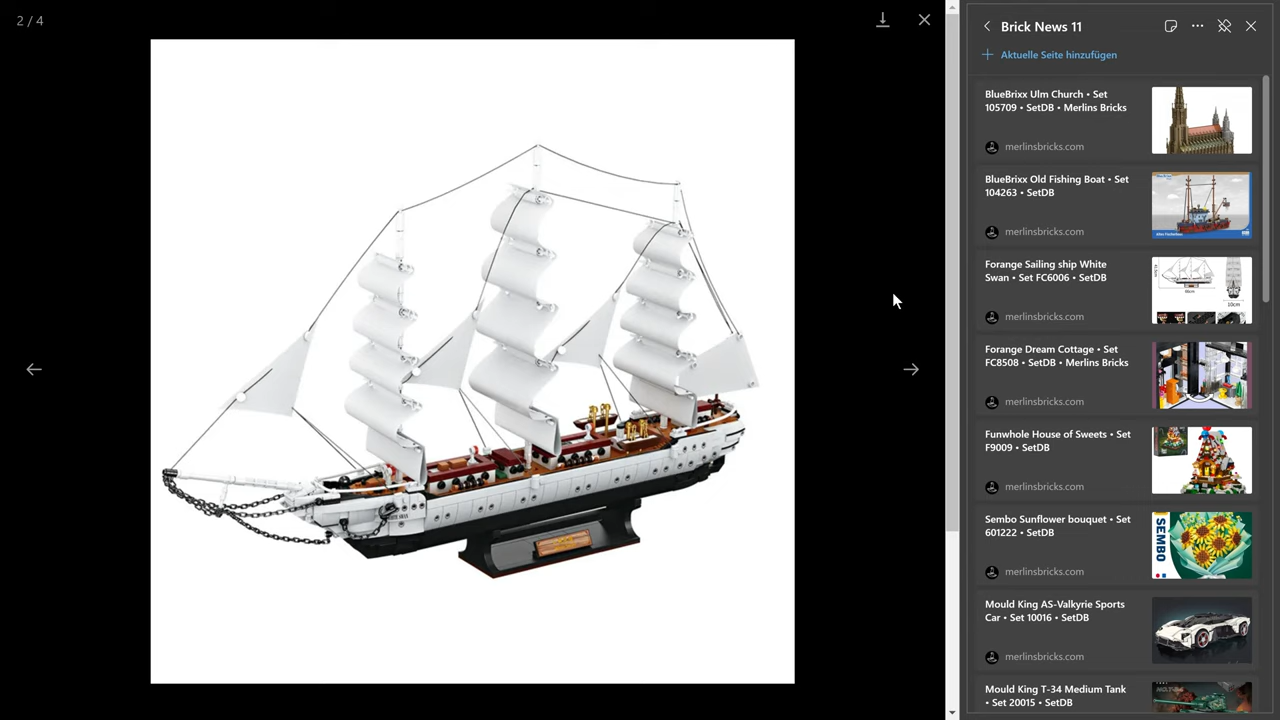 2 / 4
Brick News 11
Aktuelle Seite hinzufügen
BlueBrixx Ulm Church • Set
105709 • SetDB • Merlins Bricks
merlinsbricks.com
BlueBrixx Old Fishing Boat • Set
104263 • SetDB
merlinsbricks.com
Forange Sailing ship White
Swan • Set FC6006 • SetDB
merlinsbricks.com
Forange Dream Cottage • Set
FC8508 • SetDB • Merlins Bricks
merlinsbricks.com
Funwhole House of Sweets • Set
F9009 • SetDB
merlinsbricks.com
Sembo Sunflower bouquet • Set
601222 • SetDB
merlinsbricks.com
SEMBO
Mould King AS-Valkyrie Sports
Car • Set 10016 • SetDB
merlinsbricks.com
Mould King T-34 Medium Tank
• Set 20015 • SetDB